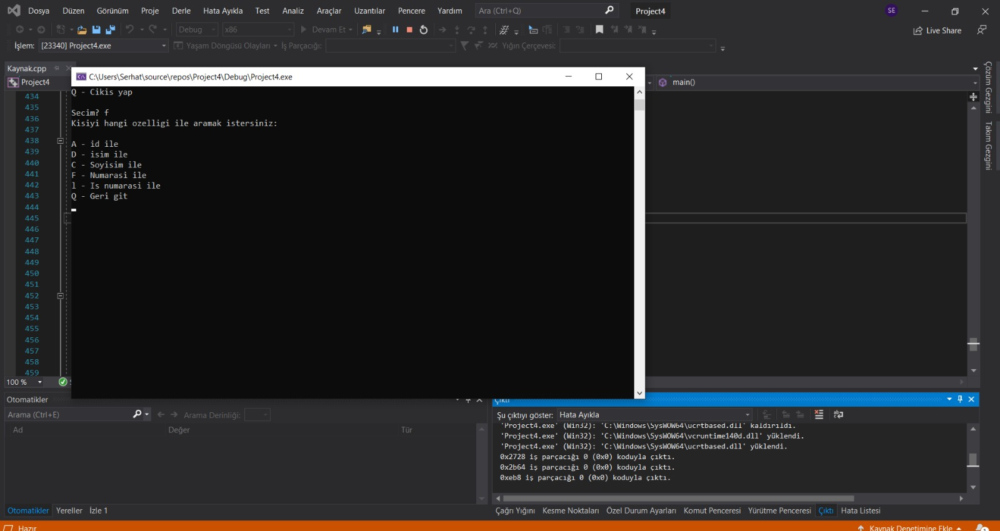 Dosya Düzen Görünüm Proje Derle Hata Ayıkla Test Analiz Araçlar Uzantılar Pencere Yardım Ara (Ctrl+Q) Project4 SE
Debug x86 Devam Et Live Share
İşlem: [23340] Project4.exe Yaşam Döngüsü Olayları İş Parçacığı: Yığın Çerçevesi:
Kaynak.cpp
Project4 main()
C:\Users\Serhat\source\repos\Project4\Debug\Project4.exe
Q - Cikis yap
Secim? f
Kisiyi hangi ozelligi ile aramak istersiniz:
A - id ile
D - isim ile
C - Soyisim ile
F - Numarasi ile
l - Is numarasi ile
Q - Geri git
434
435
436
437
438
439
440
441
442
443
444
445
446
447
448
449
450
451
452
453
454
455
456
457
458
459
Çözüm Gezgini
Takım Gezgini
100 %
Otomatikler
Arama (Ctrl+E) Arama Derinliği:
Ad Değer Tür
Otomatikler Yereller İzle 1
Çıktı
Şu çıktıyı göster: Hata Ayıkla
'Project4.exe' (Win32): 'C:\Windows\SysWOW64\ucrtbased.dll' kaldırıldı.
'Project4.exe' (Win32): 'C:\Windows\SysWOW64\vcruntime140d.dll' yüklendi.
'Project4.exe' (Win32): 'C:\Windows\SysWOW64\ucrtbased.dll' yüklendi.
0x2728 iş parçacığı 0 (0x0) koduyla çıktı.
0x2b64 iş parçacığı 0 (0x0) koduyla çıktı.
0xeb8 iş parçacığı 0 (0x0) koduyla çıktı.
Çağrı Yığını Kesme Noktaları Özel Durum Ayarları Komut Penceresi Yürütme Penceresi Çıktı Hata Listesi
Hazır Kaynak Denetimine Ekle 1